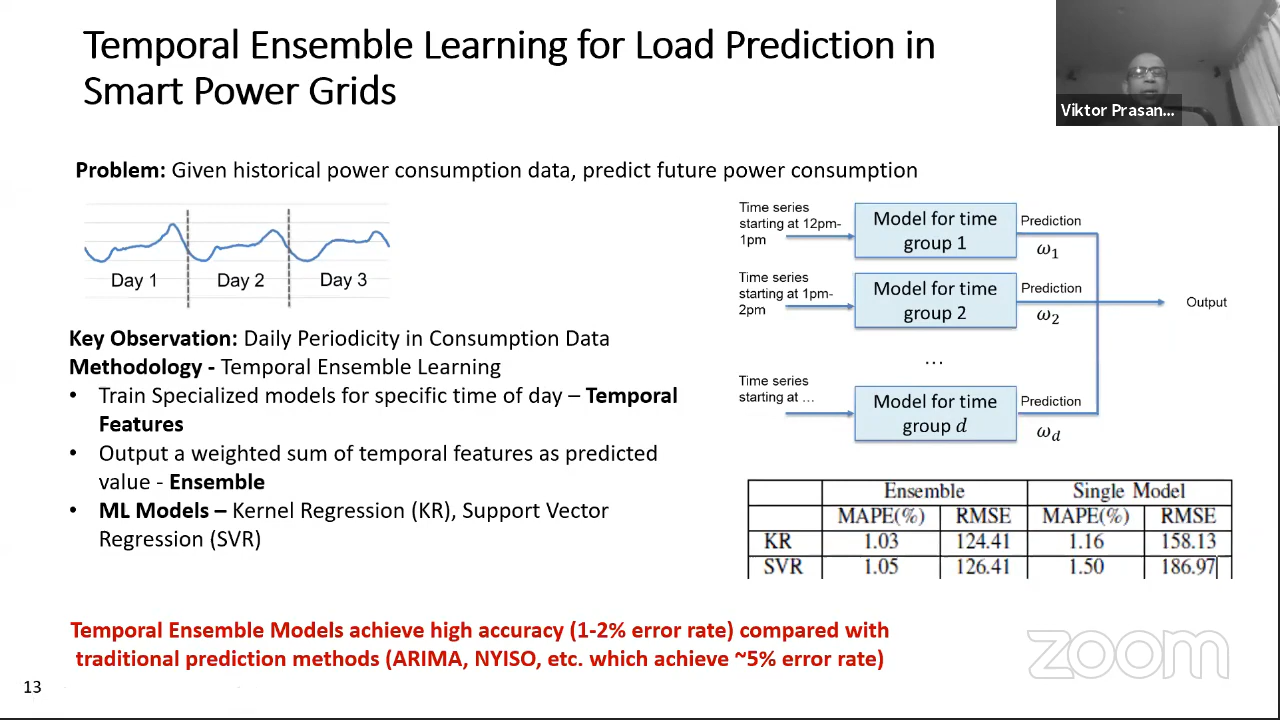 Temporal Ensemble Learning for Load Prediction in
Smart Power Grids
Viktor Prasan...
Problem: Given historical power consumption data, predict future power consumption
Day 1
Day 2
Day 3
Key Observation: Daily Periodicity in Consumption Data
Methodology - Temporal Ensemble Learning
• Train Specialized models for specific time of day – Temporal
Features
• Output a weighted sum of temporal features as predicted
value - Ensemble
• ML Models – Kernel Regression (KR), Support Vector
Regression (SVR)
Time series
starting at 12pm-
1pm
Model for time
group 1
Prediction
ω1
Time series
starting at 1pm-
2pm
Model for time
group 2
Prediction
ω2
Output
...
Time series
starting at ...
Model for time
group d
Prediction
ωd
Ensemble Single Model
MAPE(%) RMSE MAPE(%) RMSE
KR 1.03 124.41 1.16 158.13
SVR 1.05 126.41 1.50 186.97
Temporal Ensemble Models achieve high accuracy (1-2% error rate) compared with
traditional prediction methods (ARIMA, NYISO, etc. which achieve ~5% error rate)
zoom
13